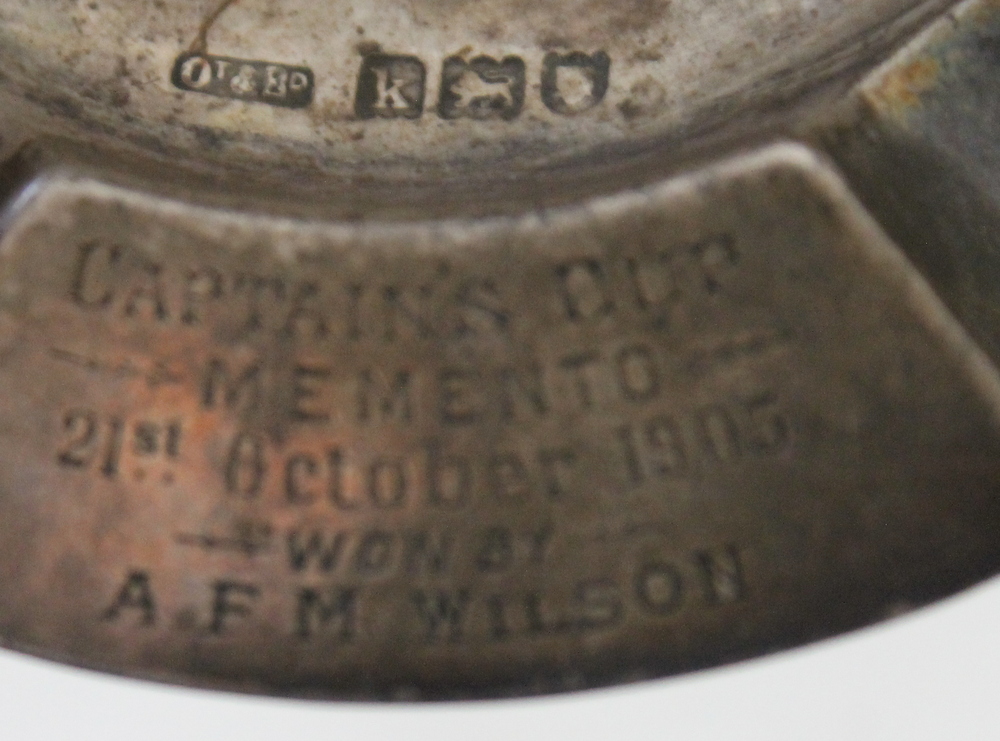 K
CAPTAIN'S CUP
MEMENTO
21st October 1905
WON BY
A.F M WILSON